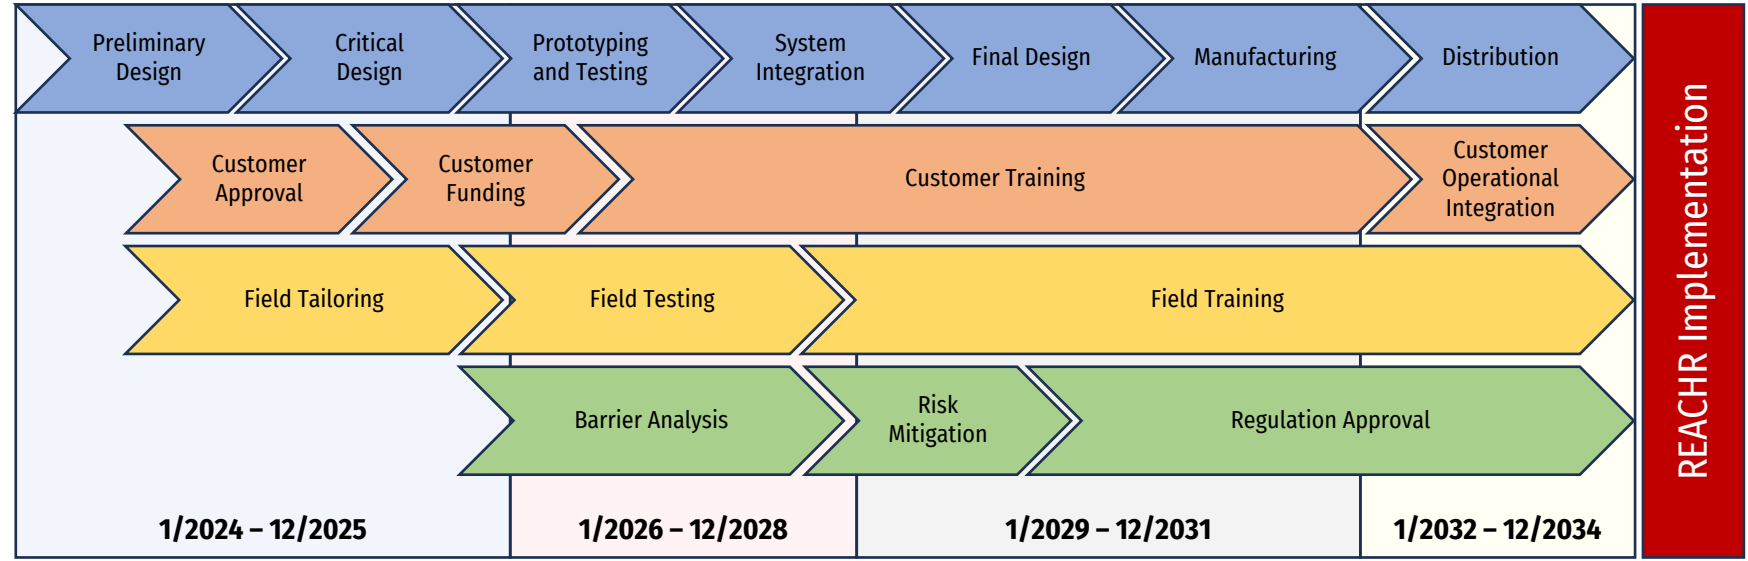 Preliminary
Design
Critical
Design
Prototyping
and Testing
System
Integration
Final Design
Manufacturing
Distribution
Customer
Approval
Customer
Funding
Customer Training
Customer
Operational
Integration
Field Tailoring
Field Testing
Field Training
Barrier Analysis
Risk
Mitigation
Regulation Approval
1/2024 – 12/2025
1/2026 – 12/2028
1/2029 – 12/2031
1/2032 – 12/2034
REACHR Implementation